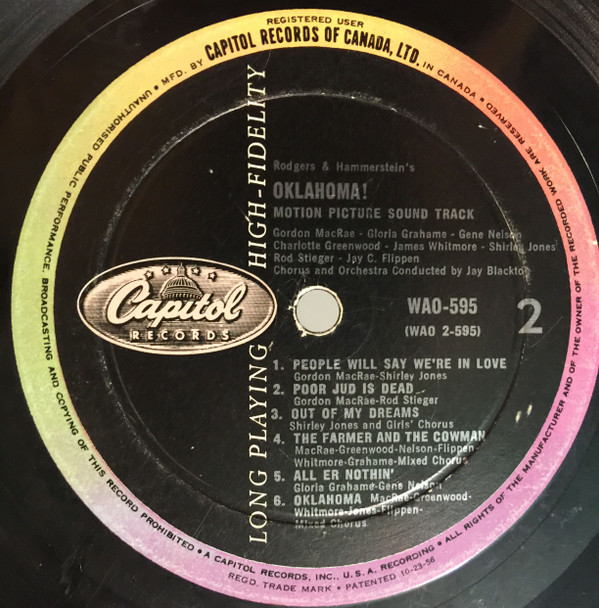 REGISTERED USER
MFD. BY CAPITOL RECORDS OF CANADA, LTD. IN CANADA
• ALL RIGHTS OF THE MANUFACTURER AND OF THE OWNER OF THE RECORDED WORK ARE RESERVED •
UNAUTHORISED PUBLIC PERFORMANCE, BROADCASTING AND COPYING OF THIS RECORD PROHIBITED •
A CAPITOL RECORDS, INC., U. S. A. RECORDING •
REGD. TRADE MARK • PATENTED 10-23-56
LONG PLAYING HIGH-FIDELITY
Capitol
RECORDS
Rodgers & Hammerstein's
OKLAHOMA!
MOTION PICTURE SOUND TRACK
Gordon MacRae - Gloria Grahame - Gene Nelson
Charlotte Greenwood - James Whitmore - Shirley Jones
Rod Stieger - Jpy C. Flippen
Chorus and Orchestra Conducted by Jay Blackto
WAO-595
(WAO 2-595)
2
1. PEOPLE WILL SAY WE'RE IN LOVE
Gordon MacRae-Shirley Jones
2. POOR JUD IS DEAD
Gordon MacRae-Rod Stieger
3. OUT OF MY DREAMS
Shirley Jones and Girls' Chorus
4. THE FARMER AND THE COWMAN
MacRae-Greenwood-Nelson-Flippen-
Whitmore-Grahame-Mixed Chorus
5. ALL ER NOTHIN'
Gloria Grahame-Gene Nelson
6. OKLAHOMA MacRae-Greenwood-
Whitmore-Jones-Flippen-
Mixed Chorus